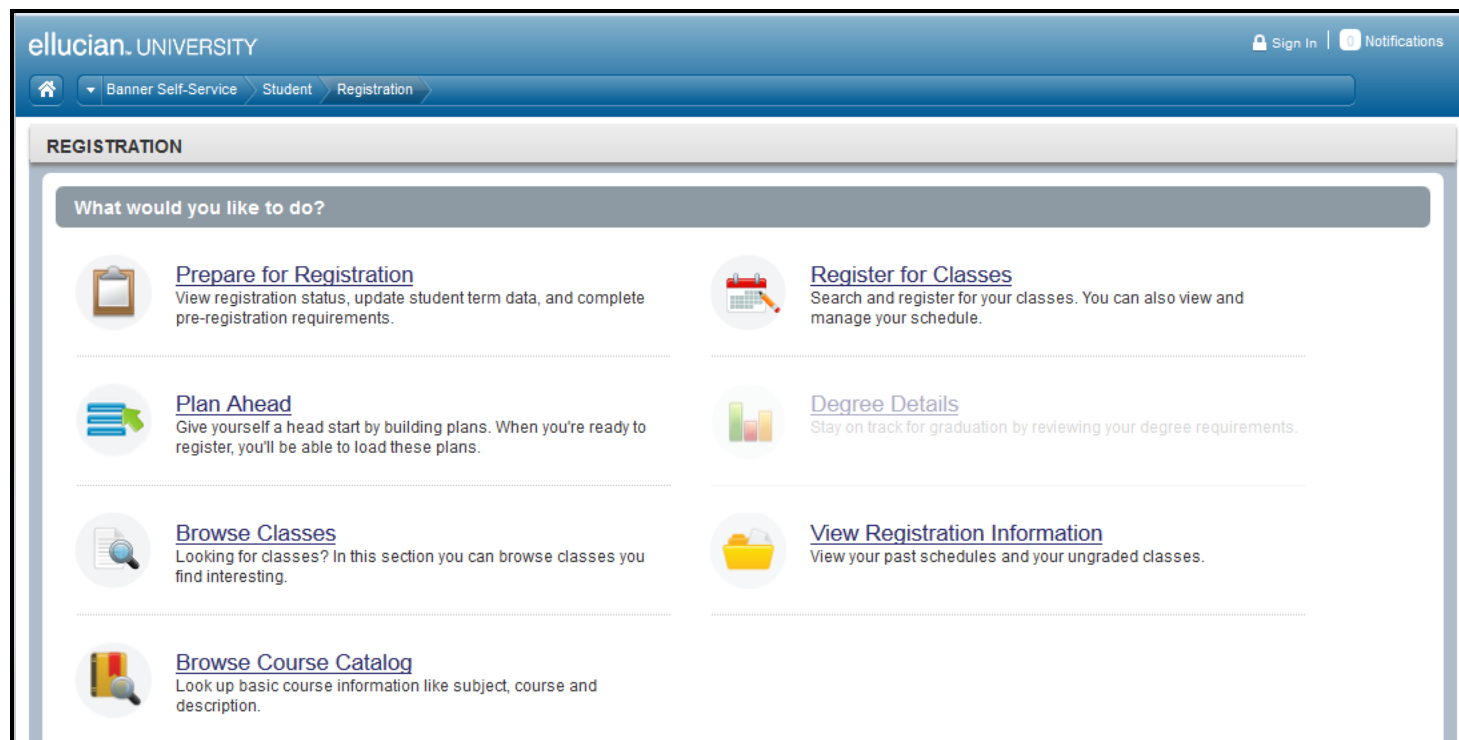 ellucian. UNIVERSITY
Sign In | 0 Notifications
Banner Self-Service Student Registration
REGISTRATION
What would you like to do?
Prepare for Registration
View registration status, update student term data, and complete
pre-registration requirements.
Register for Classes
Search and register for your classes. You can also view and
manage your schedule.
Plan Ahead
Give yourself a head start by building plans. When you're ready to
register, you'll be able to load these plans.
Degree Details
Stay on track for graduation by reviewing your degree requirements.
Browse Classes
Looking for classes? In this section you can browse classes you
find interesting.
View Registration Information
View your past schedules and your ungraded classes.
Browse Course Catalog
Look up basic course information like subject, course and
description.